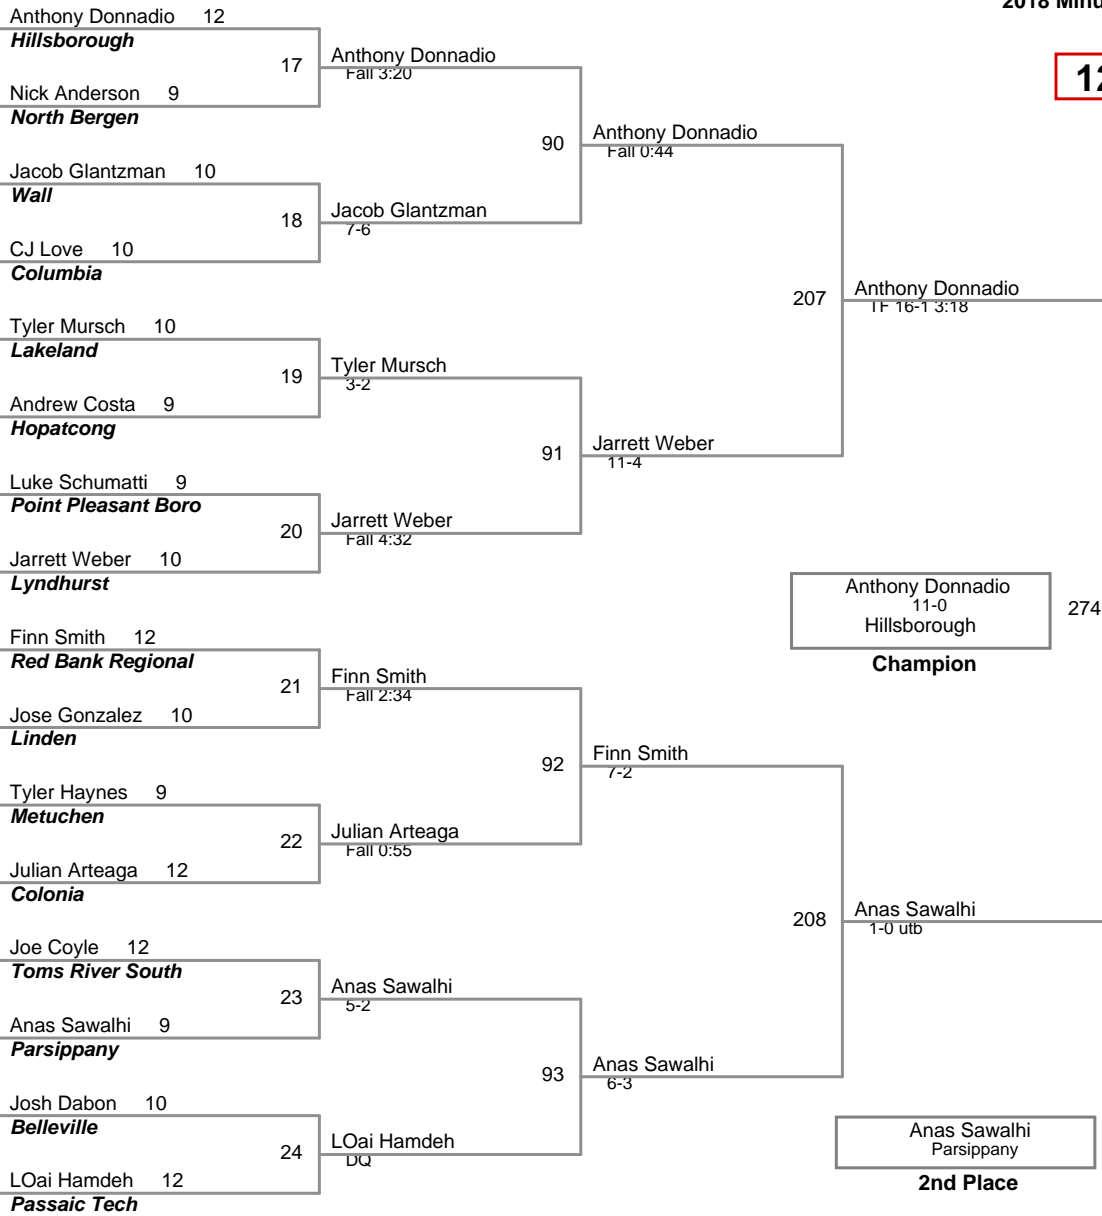 2018 Minu
12
Anthony Donnadio 12
Hillsborough
17
Anthony Donnadio
Fall 3:20
Nick Anderson 9
North Bergen
90
Anthony Donnadio
Fall 0:44
Jacob Glantzman 10
Wall
18
Jacob Glantzman
7-6
CJ Love 10
Columbia
207
Anthony Donnadio
TF 16-1 3:18
Tyler Mursch 10
Lakeland
19
Tyler Mursch
3-2
Andrew Costa 9
Hopatcong
91
Jarrett Weber
11-4
Luke Schumatti 9
Point Pleasant Boro
20
Jarrett Weber
Fall 4:32
Jarrett Weber 10
Lyndhurst
Anthony Donnadio
11-0
Hillsborough
274
Champion
Finn Smith 12
Red Bank Regional
21
Finn Smith
Fall 2:34
Jose Gonzalez 10
Linden
92
Finn Smith
7-2
Tyler Haynes 9
Metuchen
22
Julian Arteaga
Fall 0:55
Julian Arteaga 12
Colonia
208
Anas Sawalhi
1-0 utb
Joe Coyle 12
Toms River South
23
Anas Sawalhi
5-2
Anas Sawalhi 9
Parsippany
93
Anas Sawalhi
6-3
Josh Dabon 10
Belleville
24
LOai Hamdeh
DQ
LOai Hamdeh 12
Passaic Tech
Anas Sawalhi
Parsippany
2nd Place